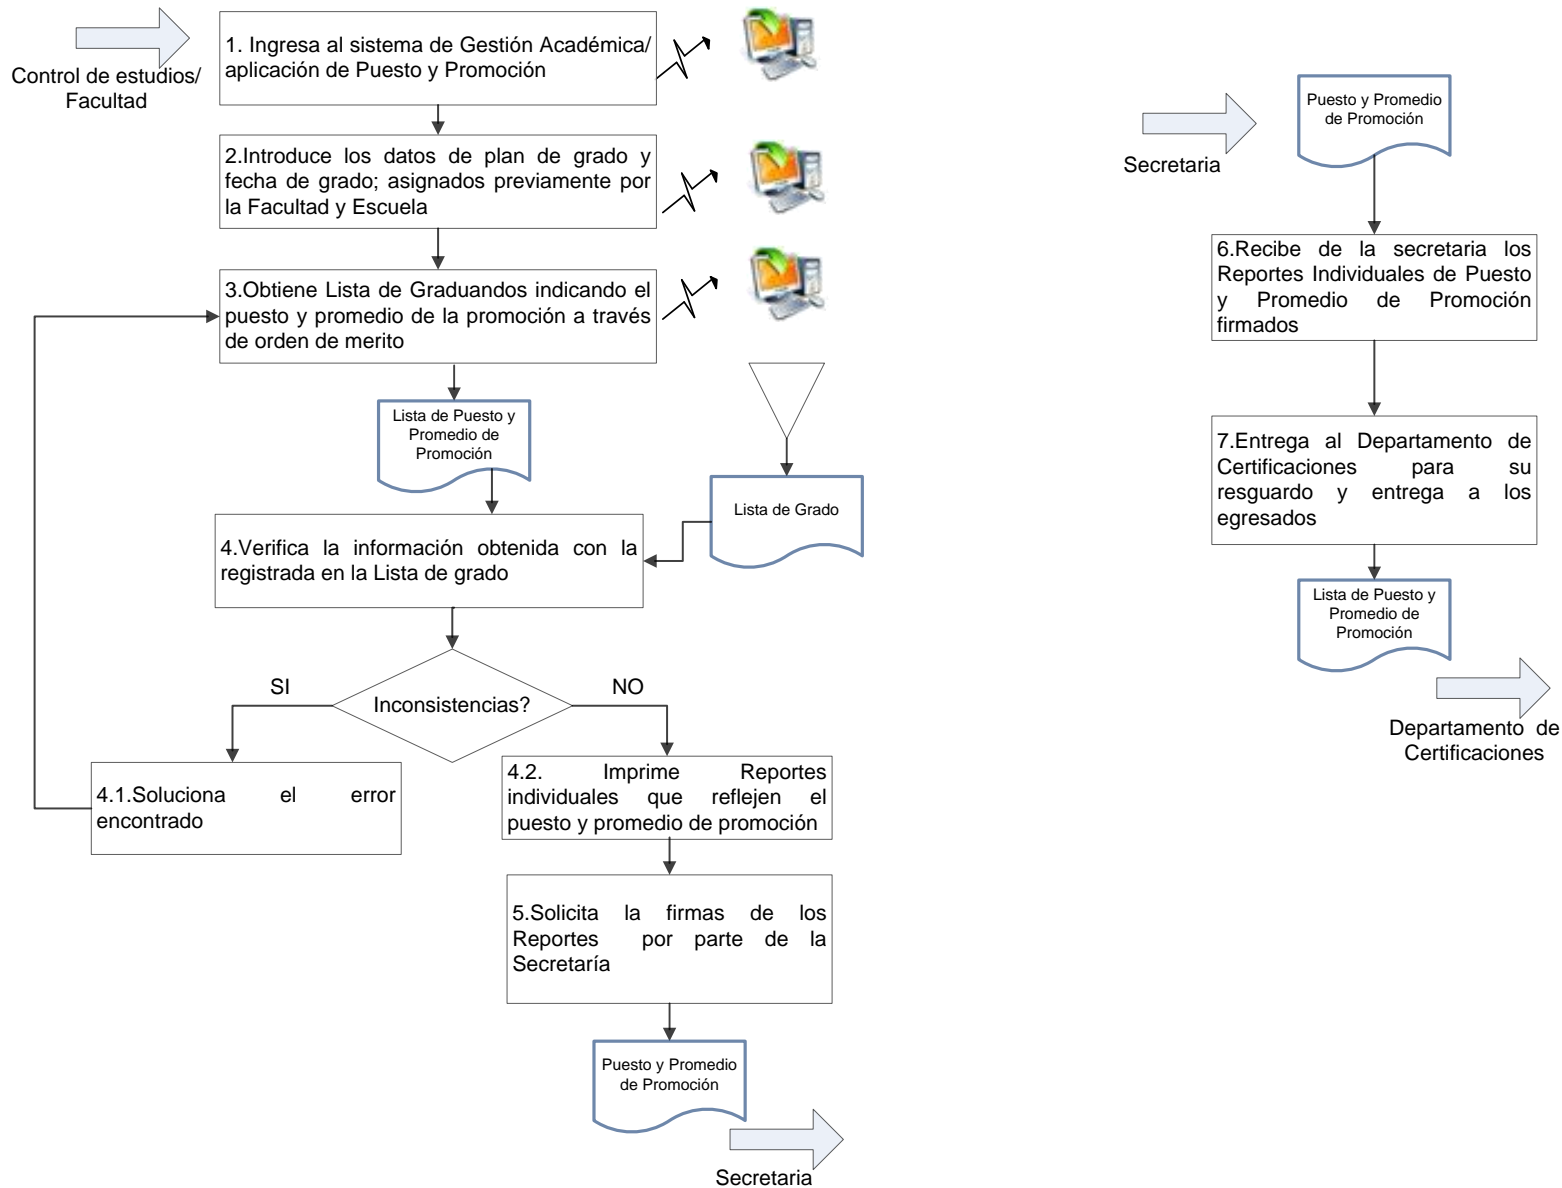 Control de estudios/
Facultad
1. Ingresa al sistema de Gestión Académica/
aplicación de Puesto y Promoción
2.Introduce los datos de plan de grado y
fecha de grado; asignados previamente por
la Facultad y Escuela
3.Obtiene Lista de Graduandos indicando el
puesto y promedio de la promoción a través
de orden de merito
Lista de Puesto y
Promedio de
Promoción
Lista de Grado
4.Verifica la información obtenida con la
registrada en la Lista de grado
Inconsistencias?
SI
NO
4.1.Soluciona el error
encontrado
4.2. Imprime Reportes
individuales que reflejen el
puesto y promedio de promoción
5.Solicita la firmas de los
Reportes por parte de la
Secretaría
Puesto y Promedio
de Promoción
Secretaria
Secretaria
Puesto y Promedio
de Promoción
6.Recibe de la secretaria los
Reportes Individuales de Puesto
y Promedio de Promoción
firmados
7.Entrega al Departamento de
Certificaciones para su
resguardo y entrega a los
egresados
Lista de Puesto y
Promedio de
Promoción
Departamento de
Certificaciones